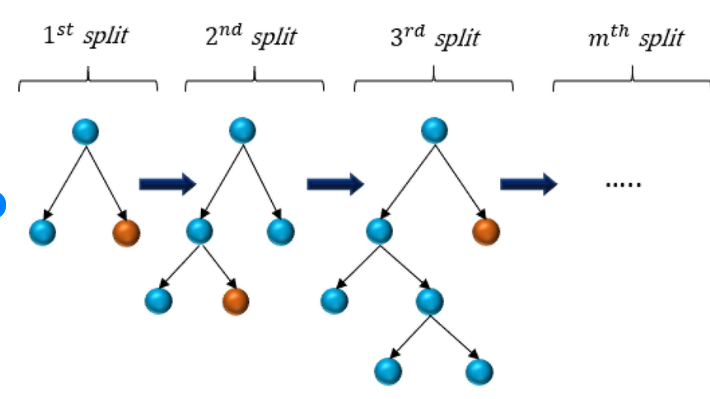 1ˢᵗ split 2ⁿᵈ split 3ʳᵈ split mᵗʰ split
.....